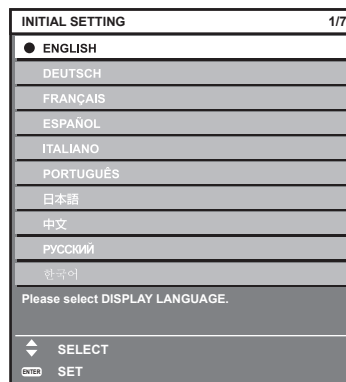 INITIAL SETTING 1/7
ENGLISH
DEUTSCH
FRANÇAIS
ESPAÑOL
ITALIANO
PORTUGUÊS
日本語
中文
РУССКИЙ
한국어
Please select DISPLAY LANGUAGE.
SELECT
ENTER SET